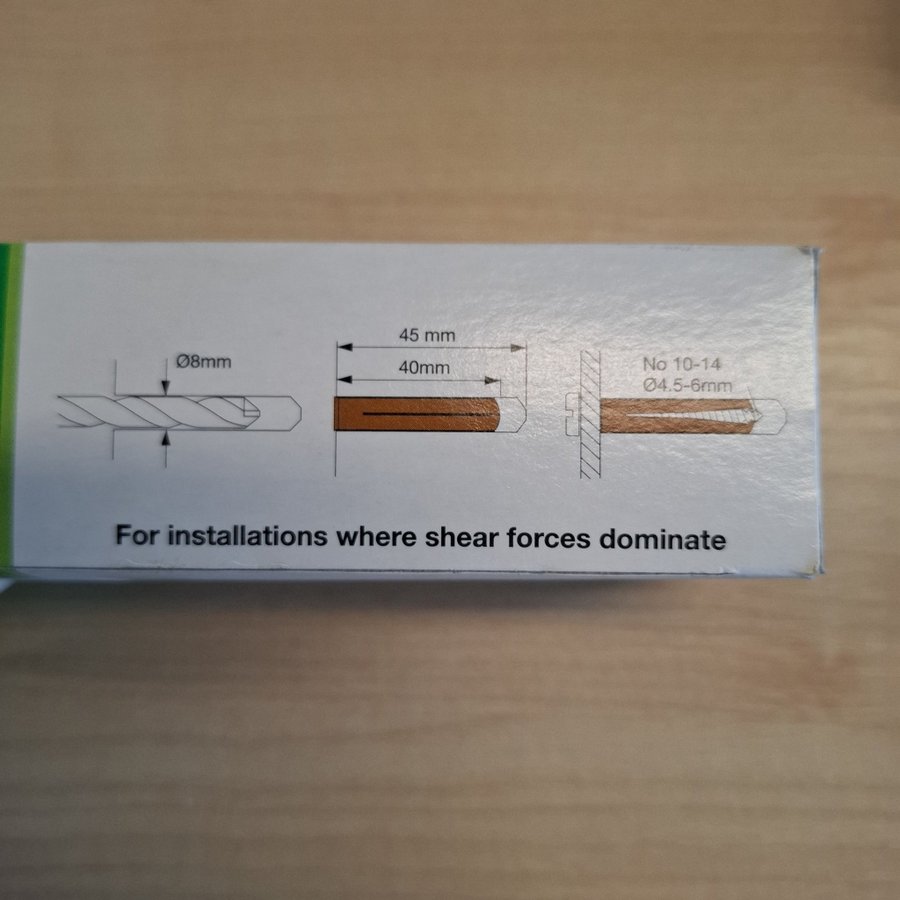 Ø8mm
45 mm
40mm
No 10-14
Ø4.5-6mm
For installations where shear forces dominate